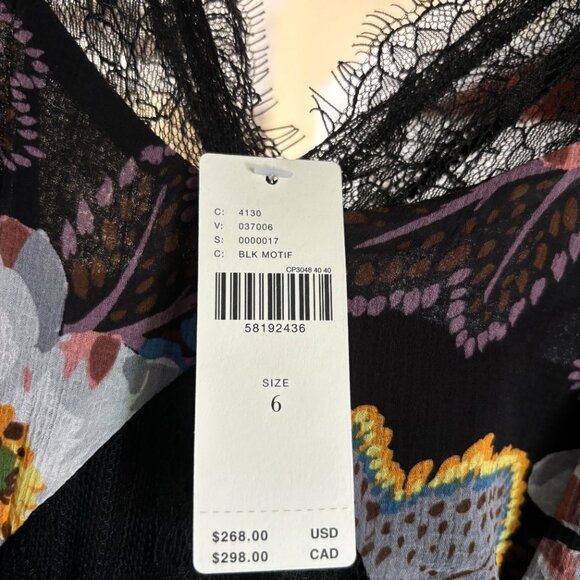 C: 4130
V: 037006
S: 0000017
C: BLK MOTIF
CP3048 40 40
58192436
SIZE
6
$268.00 USD
$298.00 CAD